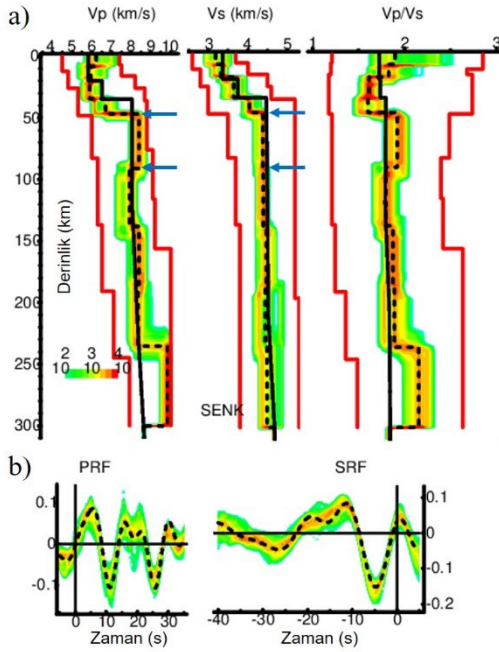 a) Vp (km/s) Vs (km/s) Vp/Vs
4 5 6 7 8 9 10 3 4 5 1 2 3
0
50
100
150
200
250
300
Derinlik (km)
2 3 4
10 10 10
SENK
b) PRF SRF
0.1 0.1
0 0
-0.1 -0.1
-0.2
0 10 20 30 -40 -30 -20 -10 0
Zaman (s) Zaman (s)